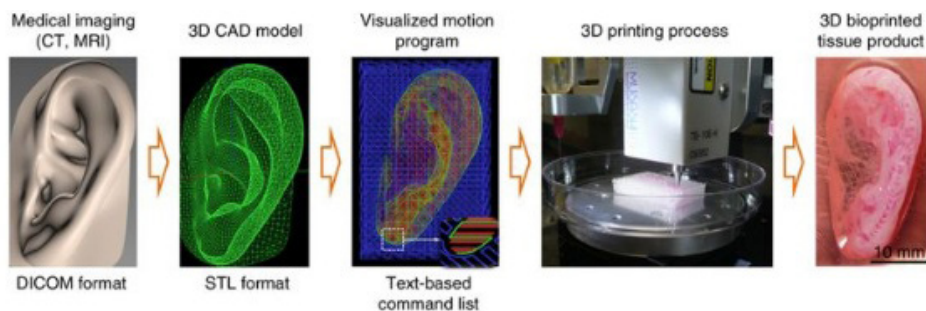 Medical imaging
(CT, MRI)
3D CAD model
Visualized motion
program
3D printing process
3D bioprinted
tissue product
10 mm
DICOM format
STL format
Text-based
command list